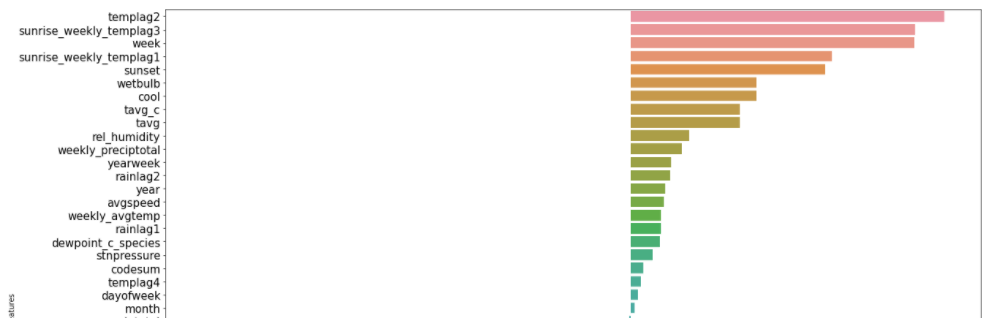 templag2
sunrise_weekly_templag3
week
sunrise_weekly_templag1
sunset
wetbulb
cool
tavg_c
tavg
rel_humidity
weekly_preciptotal
yearweek
rainlag2
year
avgspeed
weekly_avgtemp
rainlag1
dewpoint_c_species
stnpressure
codesum
templag4
dayofweek
month